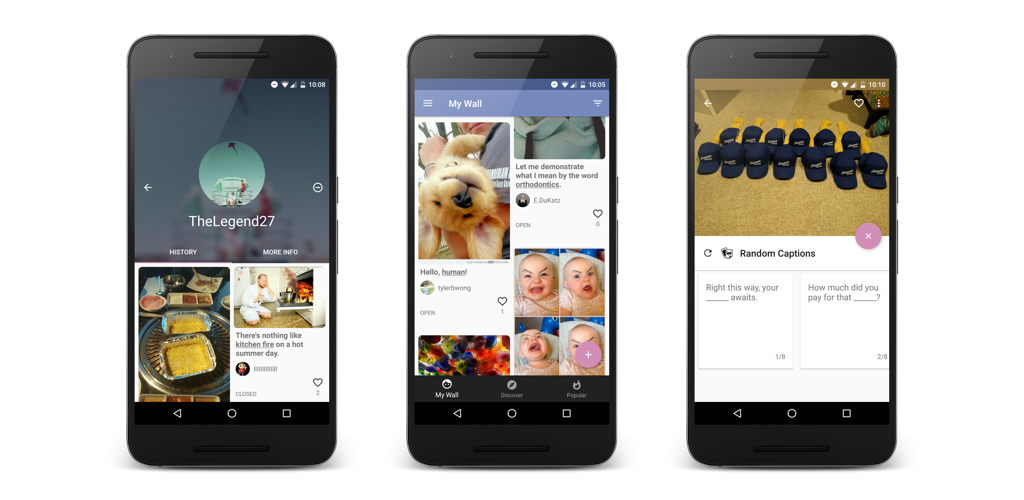 10:08
TheLegend27
HISTORY
MORE INFO
There's nothing like
kitchen fire on a hot
summer day.
llllllllllll
CLOSED
2
10:05
My Wall
Hello, human!
tylerbwong
OPEN
1
Let me demonstrate
what I mean by the word
orthodontics.
E.DuKatz
OPEN
0
My Wall
Discover
Popular
10:10
Random Captions
Right this way, your
_____ awaits.
1/8
How much did you
pay for that _____?
2/8